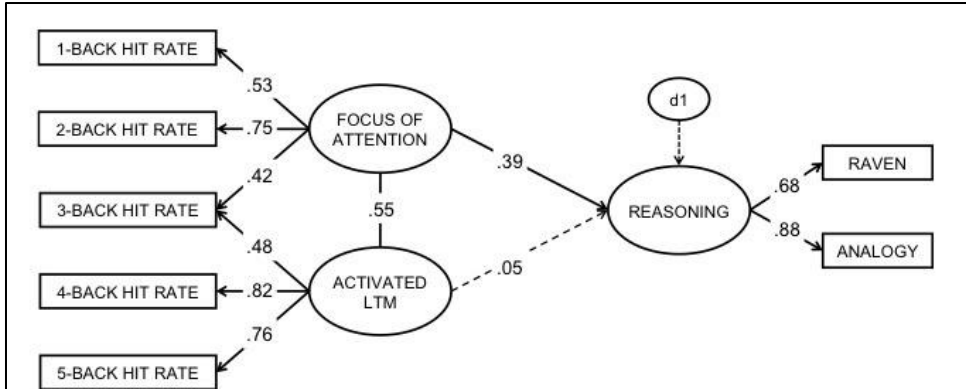 1-BACK HIT RATE
.53
2-BACK HIT RATE
.75
.42
3-BACK HIT RATE
.48
4-BACK HIT RATE
.82
.76
5-BACK HIT RATE
FOCUS OF
ATTENTION
.55
ACTIVATED
LTM
.39
.05
d1
REASONING
.68
.88
RAVEN
ANALOGY